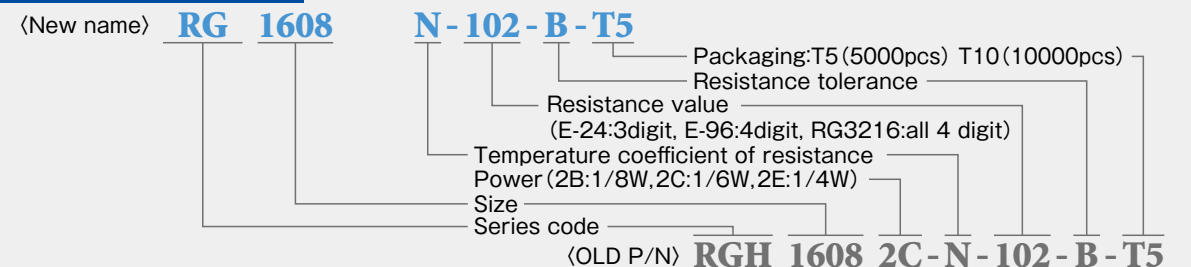 〈New name〉 RG 1608 N-102-B-T5
Packaging:T5(5000pcs) T10(10000pcs)
Resistance tolerance
Resistance value
(E-24:3digit, E-96:4digit, RG3216:all 4 digit)
Temperature coefficient of resistance
Power(2B:1/8W,2C:1/6W,2E:1/4W)
Size
Series code
〈OLD P/N〉 RGH 1608 2C-N-102-B-T5